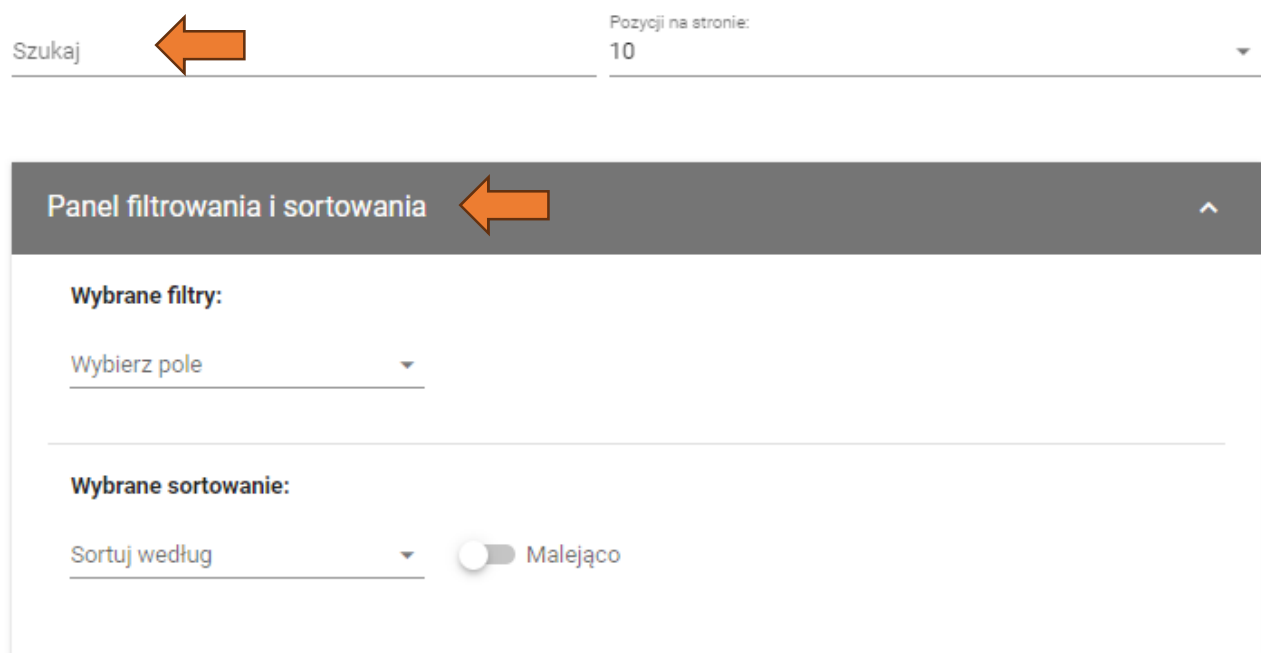 Szukaj
Pozycji na stronie:
10
Panel filtrowania i sortowania
Wybrane filtry:
Wybierz pole
Wybrane sortowanie:
Sortuj według
Malejąco